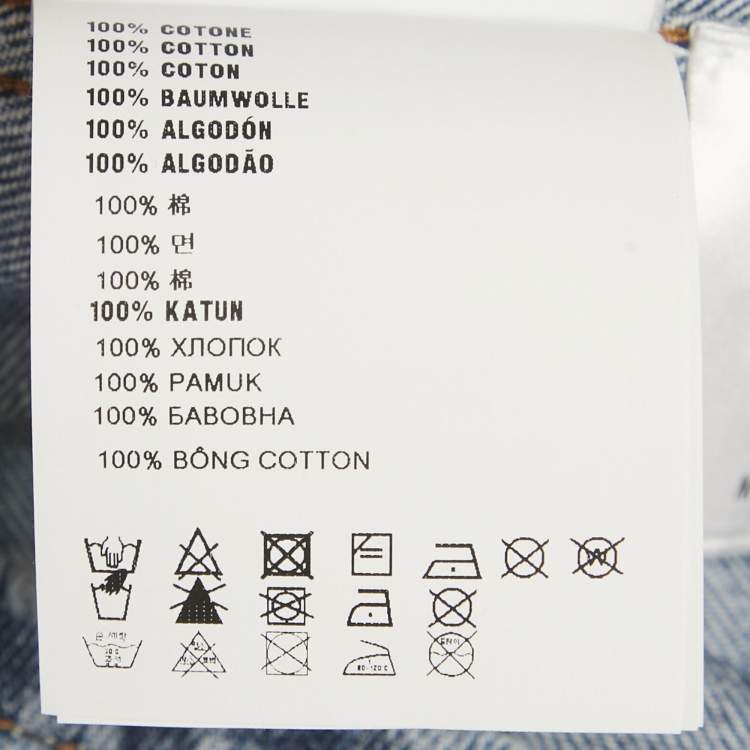 100% COTONE
100% COTTON
100% COTON
100% BAUMWOLLE
100% ALGODÓN
100% ALGODÃO
100% 棉
100% 면
100% 棉
100% KATUN
100% ХЛОПОК
100% PAMUK
100% БАВОВНА
100% BÔNG COTTON
W